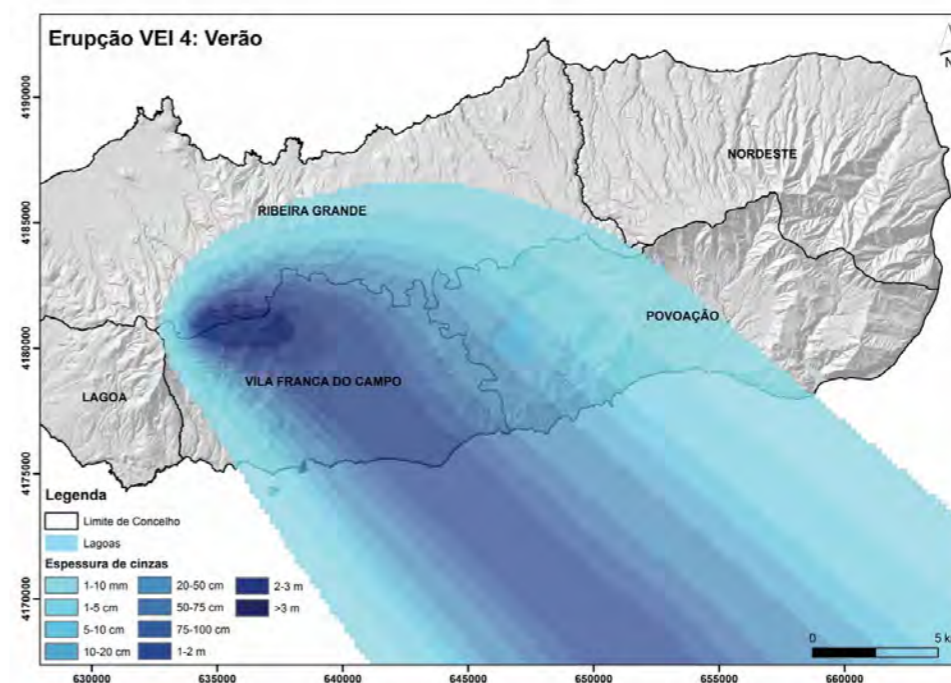 Erupção VEI 4: Verão
N
4190000
4185000
4180000
4175000
4170000
NORDESTE
RIBEIRA GRANDE
POVOAÇÃO
VILA FRANCA DO CAMPO
LAGOA
Legenda
Limite de Concelho
Lagoas
Espessura de cinzas
1-10 mm
1-5 cm
5-10 cm
10-20 cm
20-50 cm
50-75 cm
75-100 cm
1-2 m
2-3 m
>3 m
0 5 k
630000 635000 640000 645000 650000 655000 660000